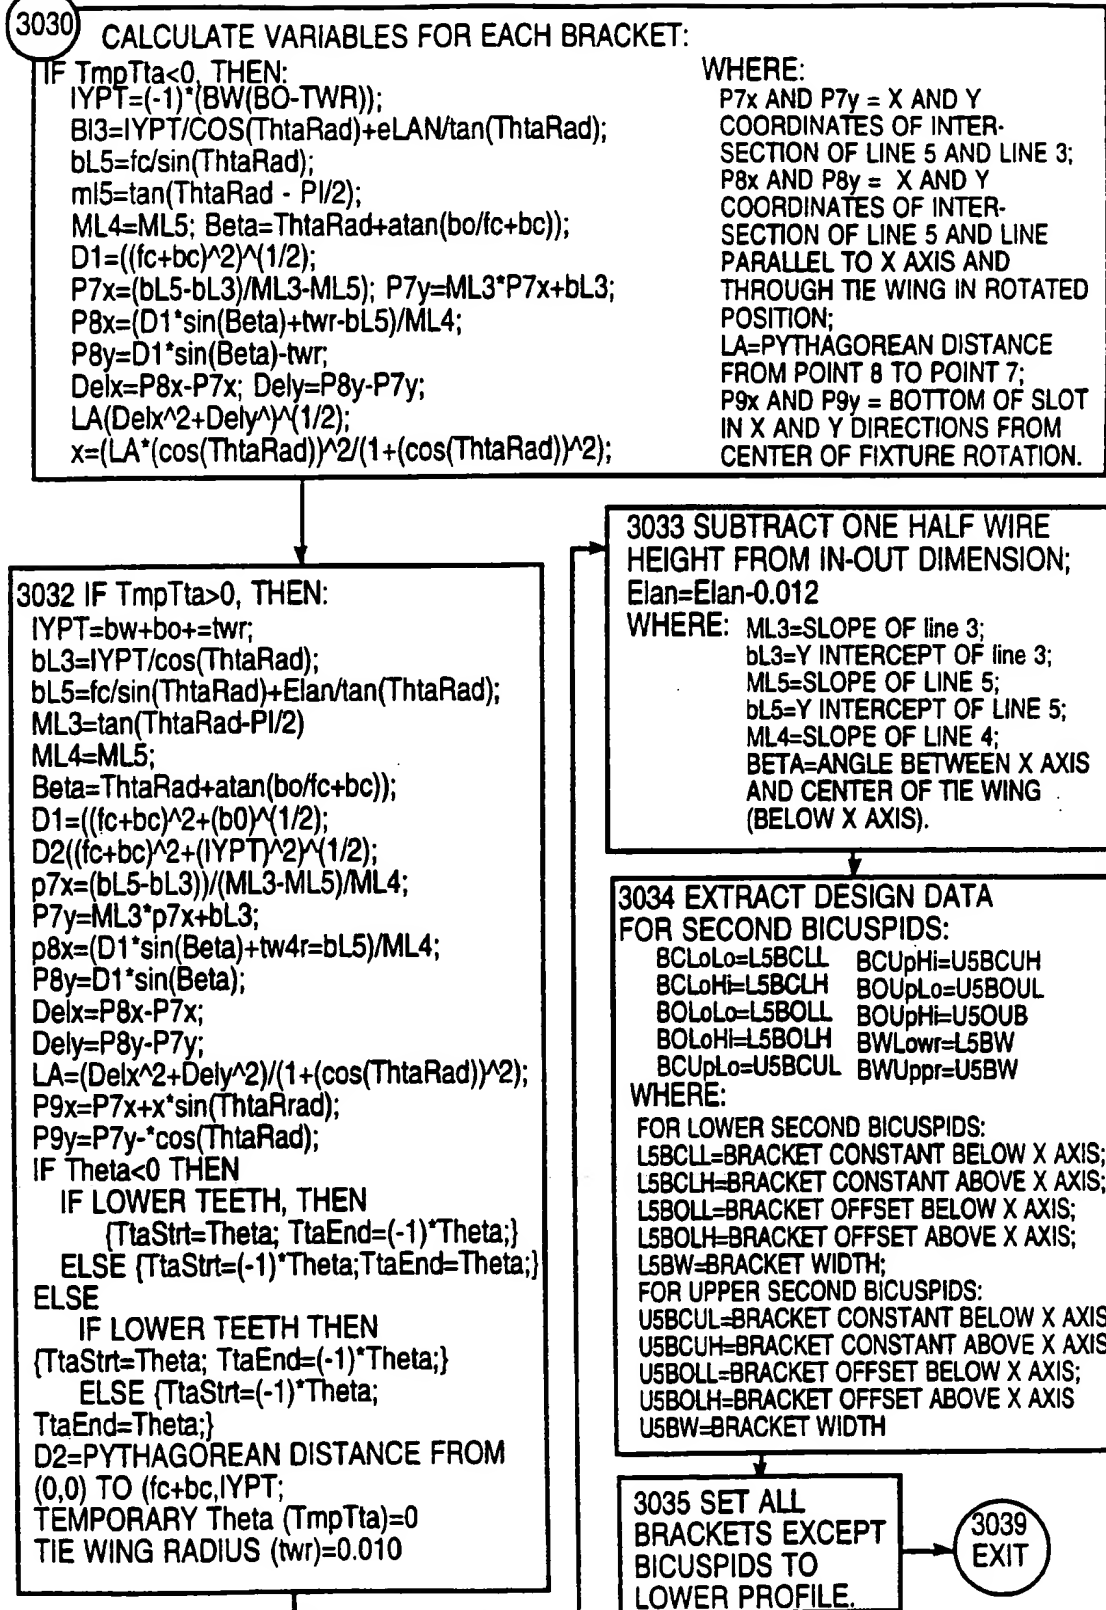 3030
CALCULATE VARIABLES FOR EACH BRACKET:
IF TmpTta<0, THEN:
IYPT=(-1)*(BW(BO-TWR));
Bl3=IYPT/COS(ThtaRad)+eLAN/tan(ThtaRad);
bL5=fc/sin(ThtaRad);
ml5=tan(ThtaRad - PI/2);
ML4=ML5; Beta=ThtaRad+atan(bo/fc+bc));
D1=((fc+bc)^2)^(1/2);
P7x=(bL5-bL3)/ML3-ML5); P7y=ML3*P7x+bL3;
P8x=(D1*sin(Beta)+twr-bL5)/ML4;
P8y=D1*sin(Beta)-twr;
Delx=P8x-P7x; Dely=P8y-P7y;
LA(Delx^2+Dely^)^(1/2);
x=(LA*(cos(ThtaRad))^2/(1+(cos(ThtaRad))^2);
WHERE:
P7x AND P7y = X AND Y
COORDINATES OF INTER-
SECTION OF LINE 5 AND LINE 3;
P8x AND P8y = X AND Y
COORDINATES OF INTER-
SECTION OF LINE 5 AND LINE
PARALLEL TO X AXIS AND
THROUGH TIE WING IN ROTATED
POSITION;
LA=PYTHAGOREAN DISTANCE
FROM POINT 8 TO POINT 7;
P9x AND P9y = BOTTOM OF SLOT
IN X AND Y DIRECTIONS FROM
CENTER OF FIXTURE ROTATION.
3032 IF TmpTta>0, THEN:
IYPT=bw+bo+=twr;
bL3=IYPT/cos(ThtaRad);
bL5=fc/sin(ThtaRad)+Elan/tan(ThtaRad);
ML3=tan(ThtaRad-PI/2)
ML4=ML5;
Beta=ThtaRad+atan(bo/fc+bc));
D1=((fc+bc)^2+(b0)^(1/2);
D2((fc+bc)^2+(IYPT)^2)^(1/2);
p7x=(bL5-bL3))/(ML3-ML5)/ML4;
P7y=ML3*p7x+bL3;
p8x=(D1*sin(Beta)+tw4r=bL5)/ML4;
P8y=D1*sin(Beta);
Delx=P8x-P7x;
Dely=P8y-P7y;
LA=(Delx^2+Dely^2)/(1+(cos(ThtaRad))^2);
P9x=P7x+x*sin(ThtaRrad);
P9y=P7y-*cos(ThtaRad);
IF Theta<0 THEN
IF LOWER TEETH, THEN
{TtaStrt=Theta; TtaEnd=(-1)*Theta;}
ELSE {TtaStrt=(-1)*Theta;TtaEnd=Theta;}
ELSE
IF LOWER TEETH THEN
{TtaStrt=Theta; TtaEnd=(-1)*Theta;}
ELSE {TtaStrt=(-1)*Theta;
TtaEnd=Theta;}
D2=PYTHAGOREAN DISTANCE FROM
(0,0) TO (fc+bc,IYPT;
TEMPORARY Theta (TmpTta)=0
TIE WING RADIUS (twr)=0.010
3033 SUBTRACT ONE HALF WIRE
HEIGHT FROM IN-OUT DIMENSION;
Elan=Elan-0.012
WHERE: ML3=SLOPE OF line 3;
bL3=Y INTERCEPT OF line 3;
ML5=SLOPE OF LINE 5;
bL5=Y INTERCEPT OF LINE 5;
ML4=SLOPE OF LINE 4;
BETA=ANGLE BETWEEN X AXIS
AND CENTER OF TIE WING
(BELOW X AXIS).
3034 EXTRACT DESIGN DATA
FOR SECOND BICUSPIDS:
BCLoLo=L5BCLL BCUpHi=U5BCUH
BCLoHi=L5BCLH BOUpLo=U5BOUL
BOLoLo=L5BOLL BOUpHi=U5OUB
BOLoHi=L5BOLH BWLowr=L5BW
BCUpLo=U5BCUL BWUppr=U5BW
WHERE:
FOR LOWER SECOND BICUSPIDS:
L5BCLL=BRACKET CONSTANT BELOW X AXIS;
L5BCLH=BRACKET CONSTANT ABOVE X AXIS;
L5BOLL=BRACKET OFFSET BELOW X AXIS;
L5BOLH=BRACKET OFFSET ABOVE X AXIS;
L5BW=BRACKET WIDTH;
FOR UPPER SECOND BICUSPIDS:
U5BCUL=BRACKET CONSTANT BELOW X AXIS
U5BCUH=BRACKET CONSTANT ABOVE X AXIS
U5BOLL=BRACKET OFFSET BELOW X AXIS;
U5BOLH=BRACKET OFFSET ABOVE X AXIS
U5BW=BRACKET WIDTH
3035 SET ALL
BRACKETS EXCEPT
BICUSPIDS TO
LOWER PROFILE.
3039
EXIT